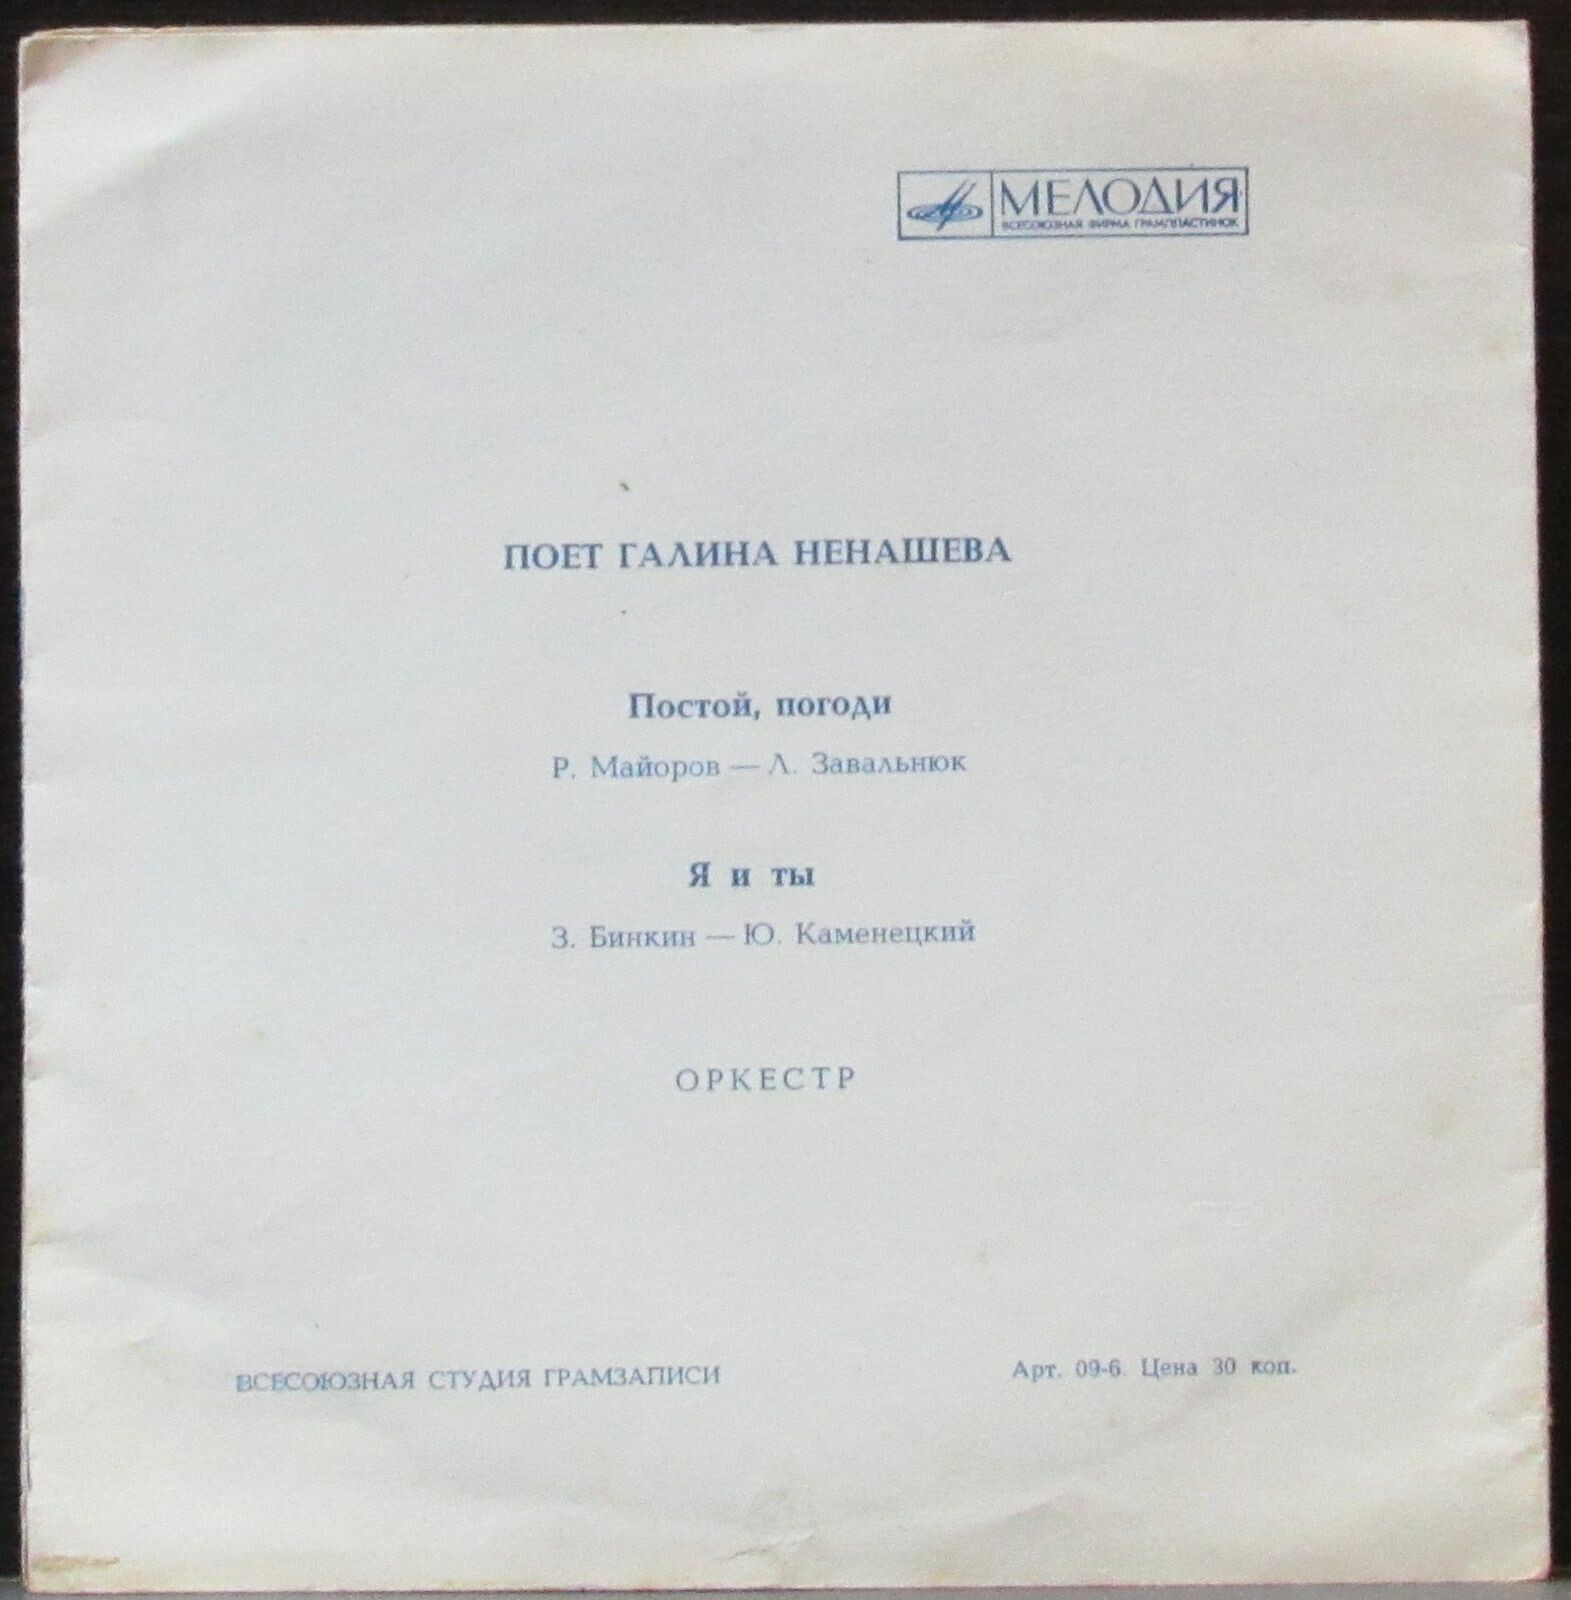 МЕЛОДИЯ
ВСЕСОЮЗНАЯ ФИРМА ГРАМПЛАСТИНОК
ПОЕТ ГАЛИНА НЕНАШЕВА
Постой, погоди
Р. Майоров — Л. Завальнюк
Я и ты
З. Бинкин — Ю. Каменецкий
ОРКЕСТР
ВСЕСОЮЗНАЯ СТУДИЯ ГРАМЗАПИСИ
Арт. 09-6. Цена 30 коп.